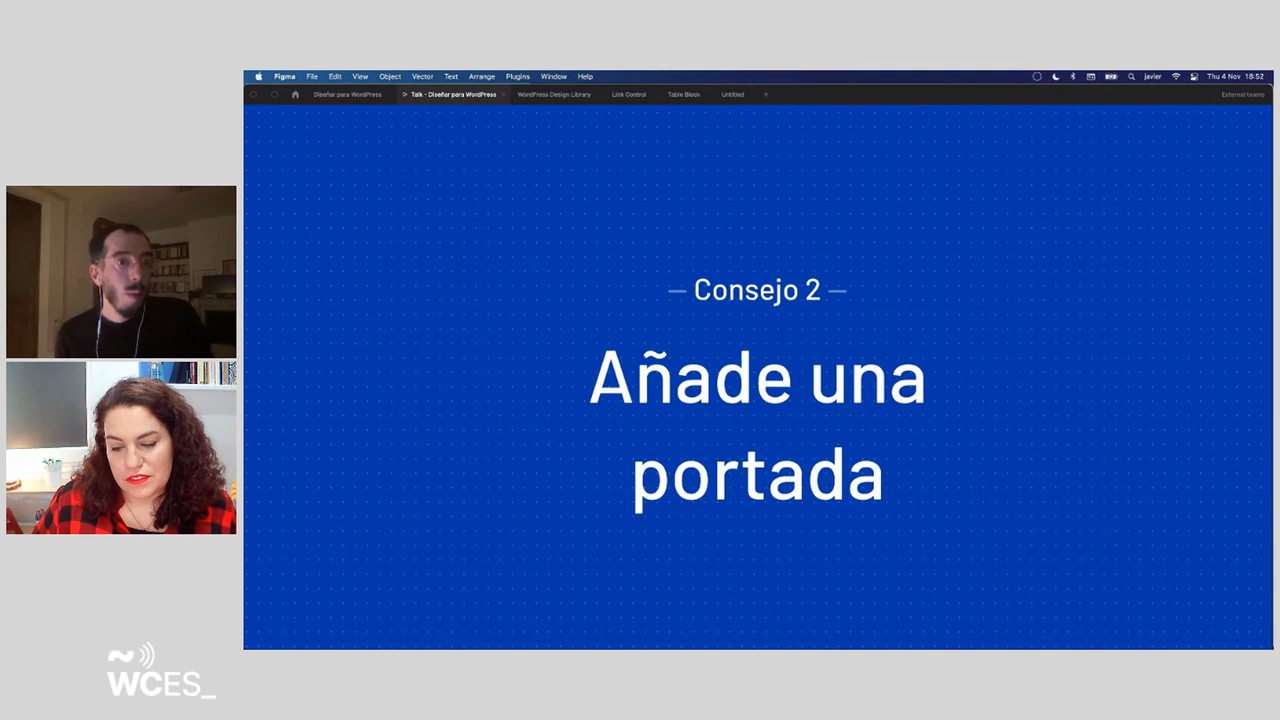 Figma File Edit View Object Vector Text Arrange Plugins Window Help
javier Thu 4 Nov 18:52
Diseñar para WordPress
Talk - Diseñar para WordPress
WordPress Design Library
Link Control
Table Block
Untitled
External teams
— Consejo 2 —
Añade una
portada
WCES_